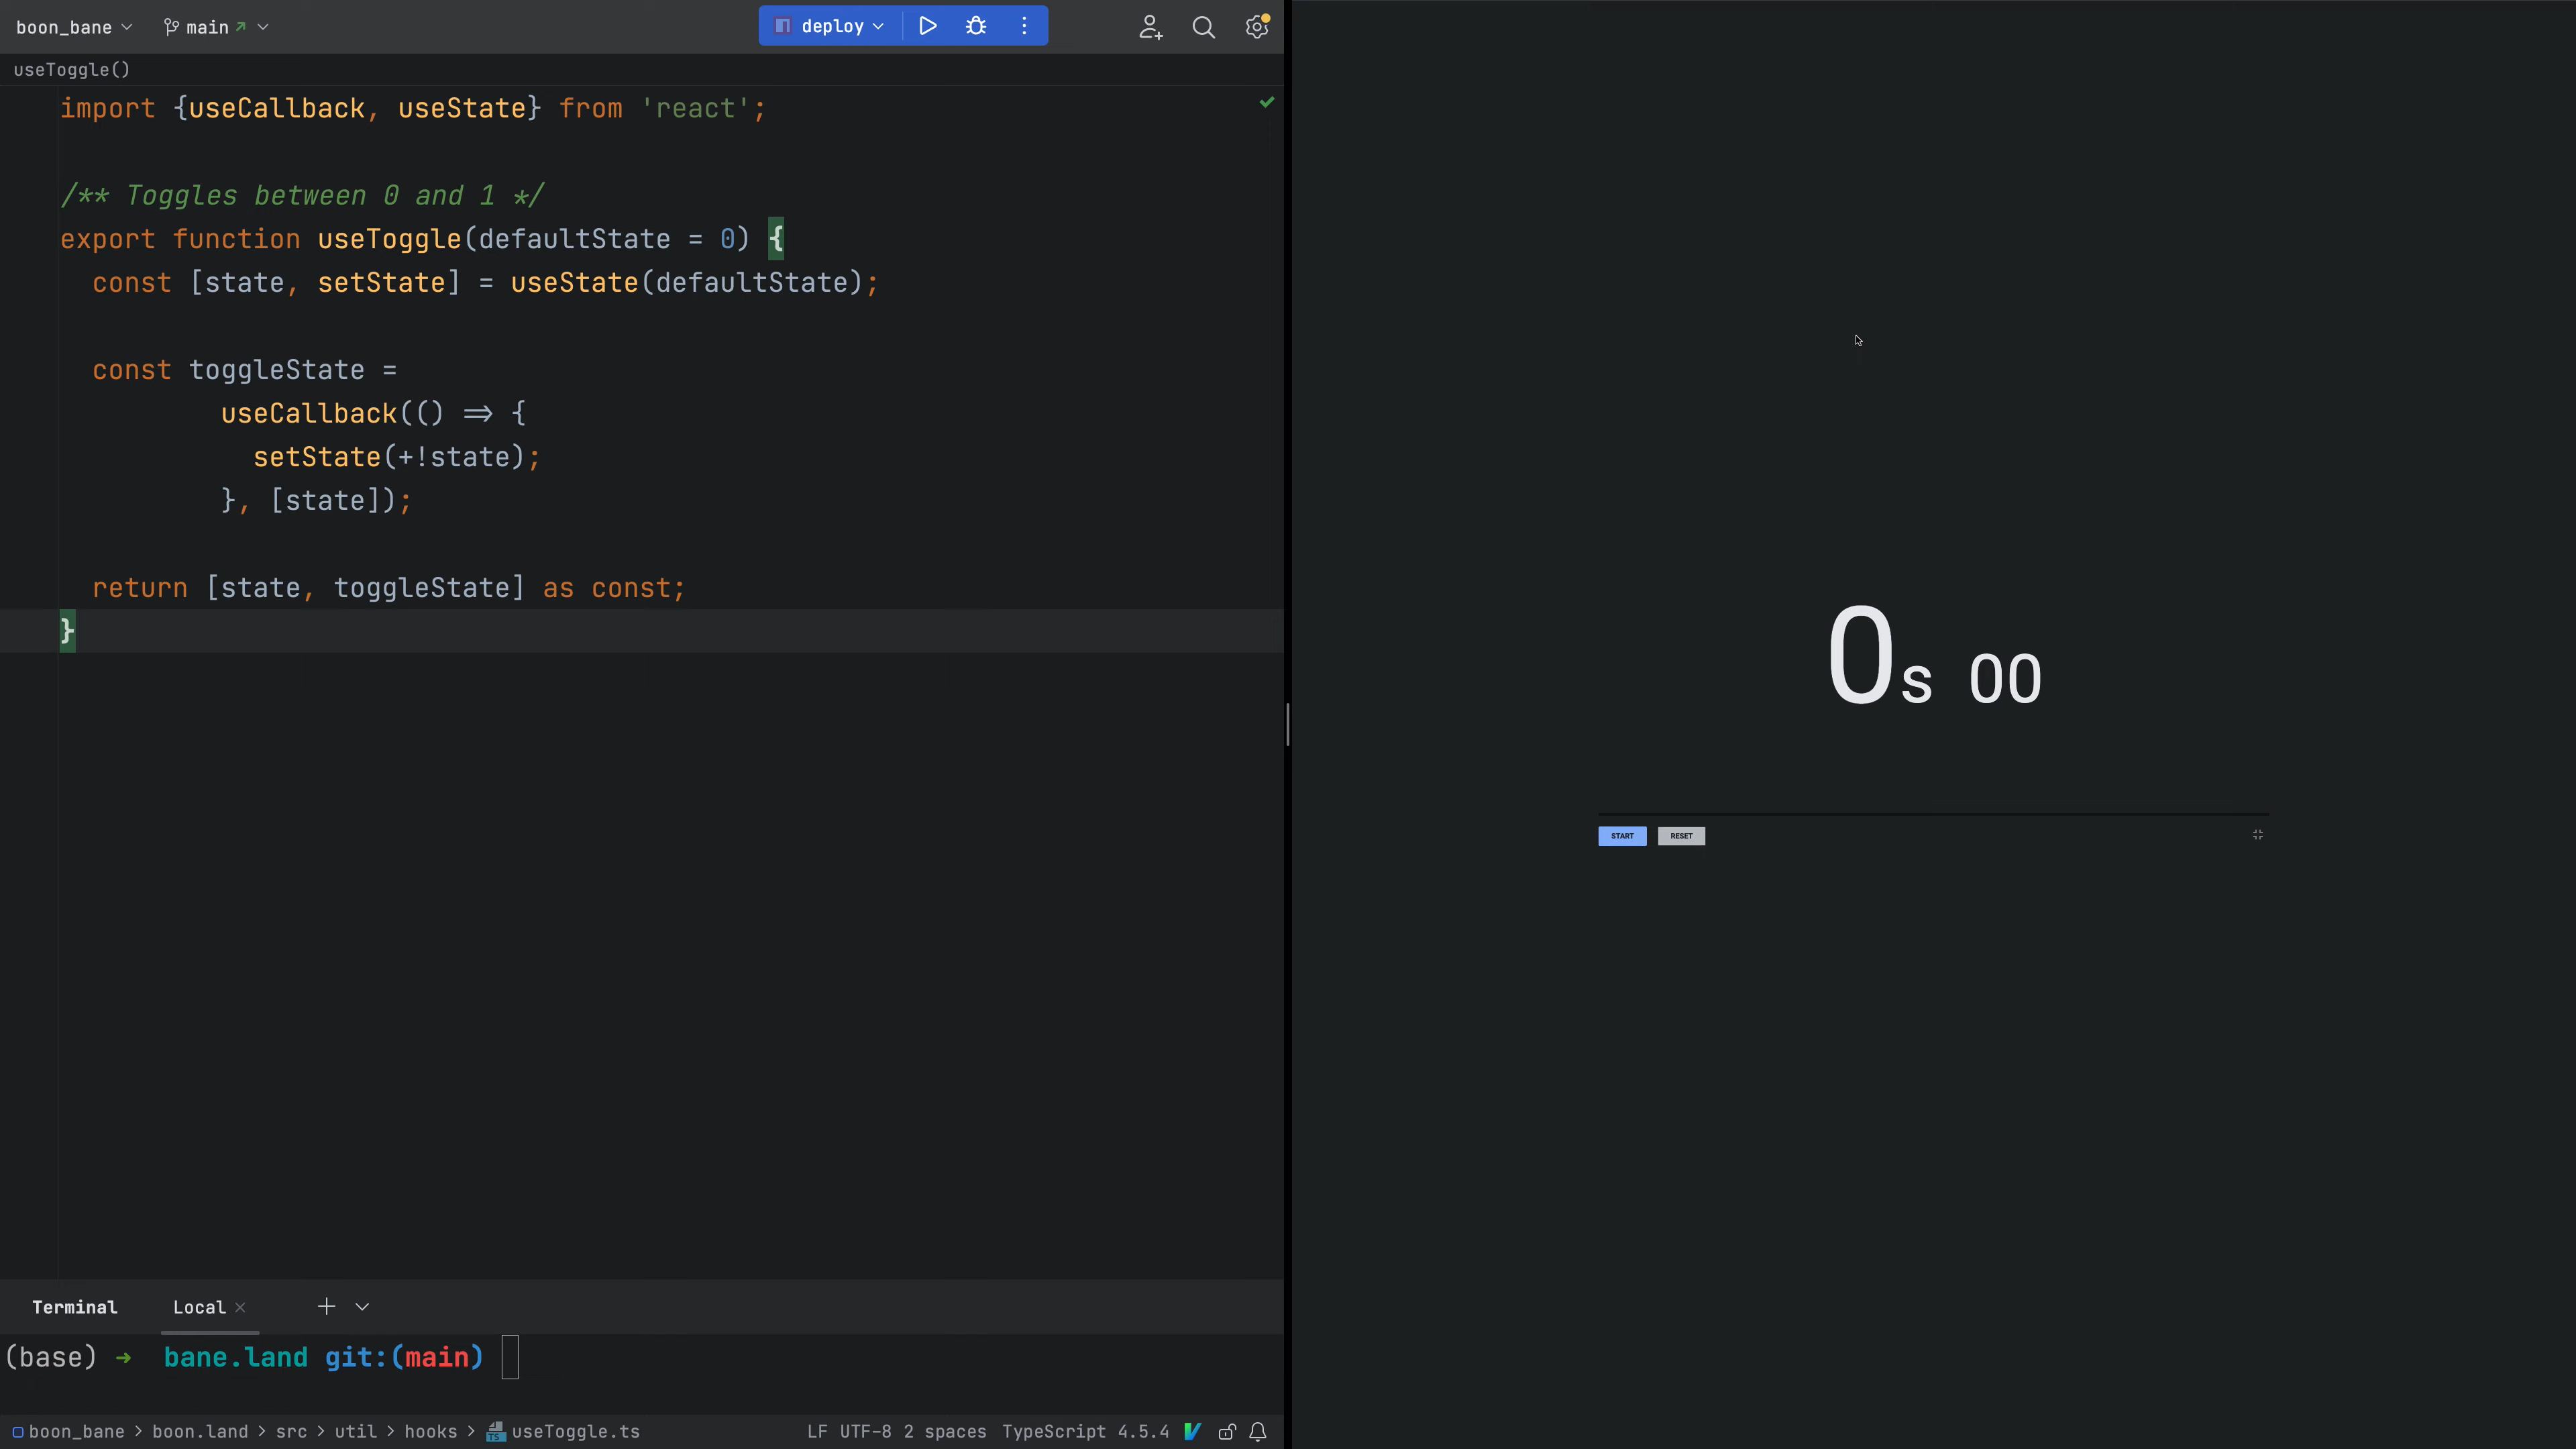 boon_bane main deploy
useToggle()
import {useCallback, useState} from 'react';
/** Toggles between 0 and 1 */
export function useToggle(defaultState = 0) {
const [state, setState] = useState(defaultState);
const toggleState =
useCallback(() => {
setState(+!state);
}, [state]);
return [state, toggleState] as const;
}
Terminal Local
(base) → bane.land git:(main)
boon_bane > boon.land > src > util > hooks > useToggle.ts LF UTF-8 2 spaces TypeScript 4.5.4
0s 00
START RESET